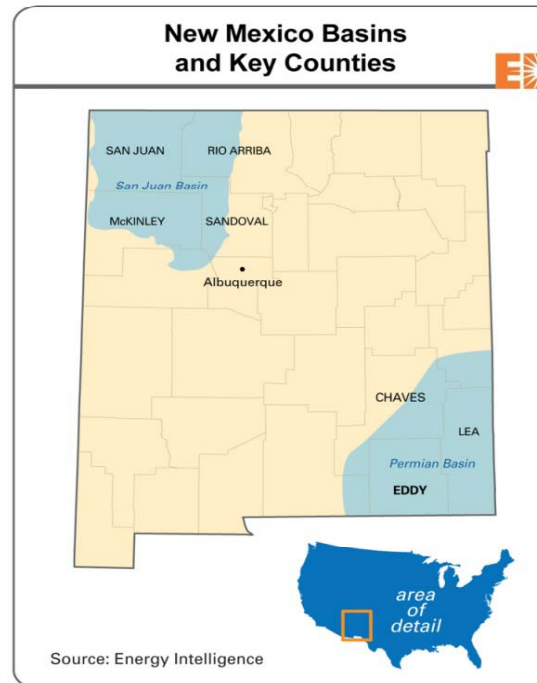 New Mexico Basins
and Key Counties
E
SAN JUAN
RIO ARRIBA
San Juan Basin
McKINLEY
SANDOVAL
Albuquerque
CHAVES
LEA
Permian Basin
EDDY
area
of
detail
Source: Energy Intelligence